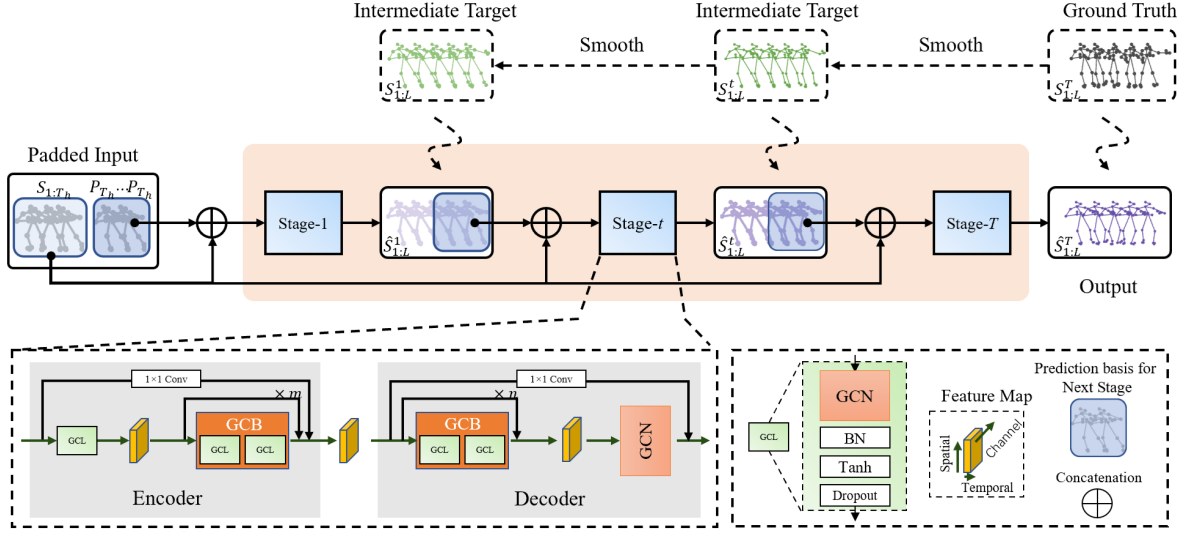 Intermediate Target
Intermediate Target
Ground Truth
Smooth
Smooth
S^1_{1:L}
S^t_{1:L}
S^T_{1:L}
Padded Input
S_{1:T_h}
P_{T_h}…P_{T_h}
Stage-1
Stage-t
Stage-T
Ŝ^1_{1:L}
Ŝ^t_{1:L}
Ŝ^T_{1:L}
Output
1×1 Conv
× m
GCL
GCB
GCL
GCL
Encoder
1×1 Conv
× n
GCB
GCL
GCL
GCN
Decoder
GCL
GCN
BN
Tanh
Dropout
Feature Map
Spatial
Channel
Temporal
Prediction basis for
Next Stage
Concatenation